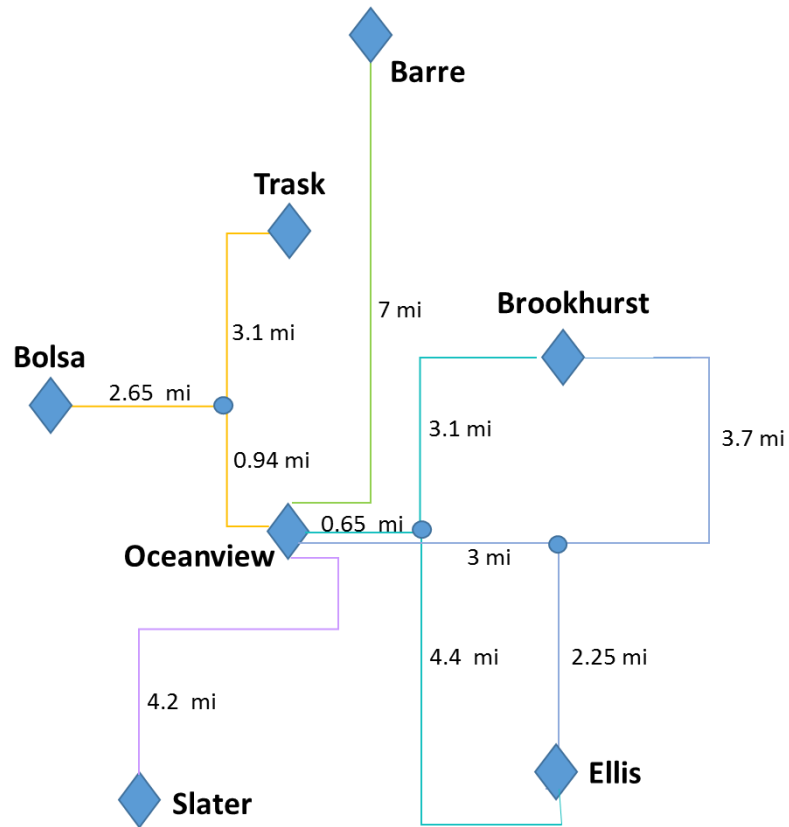 Barre
Trask
7 mi
Brookhurst
3.1 mi
Bolsa
2.65  mi
3.1 mi
3.7 mi
0.94 mi
0.65  mi
Oceanview
3 mi
4.4  mi
2.25 mi
4.2  mi
Ellis
Slater